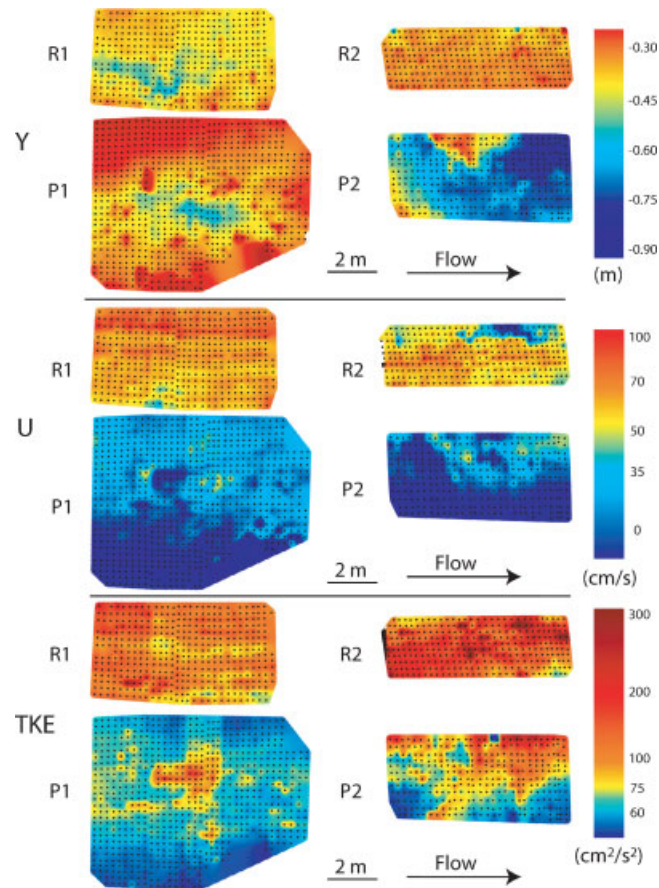 R1
R2
Y
P1
P2
2 m
Flow
-0.30
-0.45
-0.60
-0.75
-0.90
(m)
R1
R2
U
P1
P2
2 m
Flow
100
70
50
35
0
(cm/s)
R1
R2
TKE
P1
P2
2 m
Flow
300
200
100
75
60
(cm²/s²)